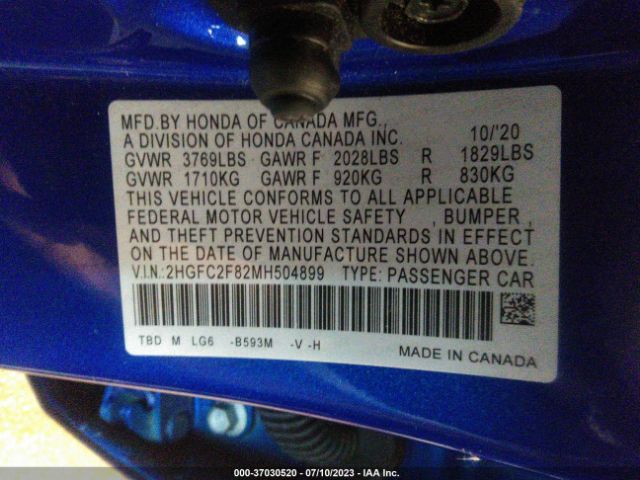 MFD.BY HONDA OF CANADA MFG.,
A DIVISION OF HONDA CANADA INC. 10/'20
GVWR 3769LBS GAWR F 2028LBS R 1829LBS
GVWR 1710KG GAWR F 920KG R 830KG
THIS VEHICLE CONFORMS TO ALL APPLICABLE
FEDERAL MOTOR VEHICLE SAFETY , BUMPER ,
AND THEFT PREVENTION STANDARDS IN EFFECT
ON THE DATE OF MANUFACTURE SHOWN ABOVE.
V.I.N.:2HGFC2F82MH504899 TYPE: PASSENGER CAR
TBD M LG6 -B593M -V -H
MADE IN CANADA
000-37030520 - 07/10/2023 - IAA Inc.